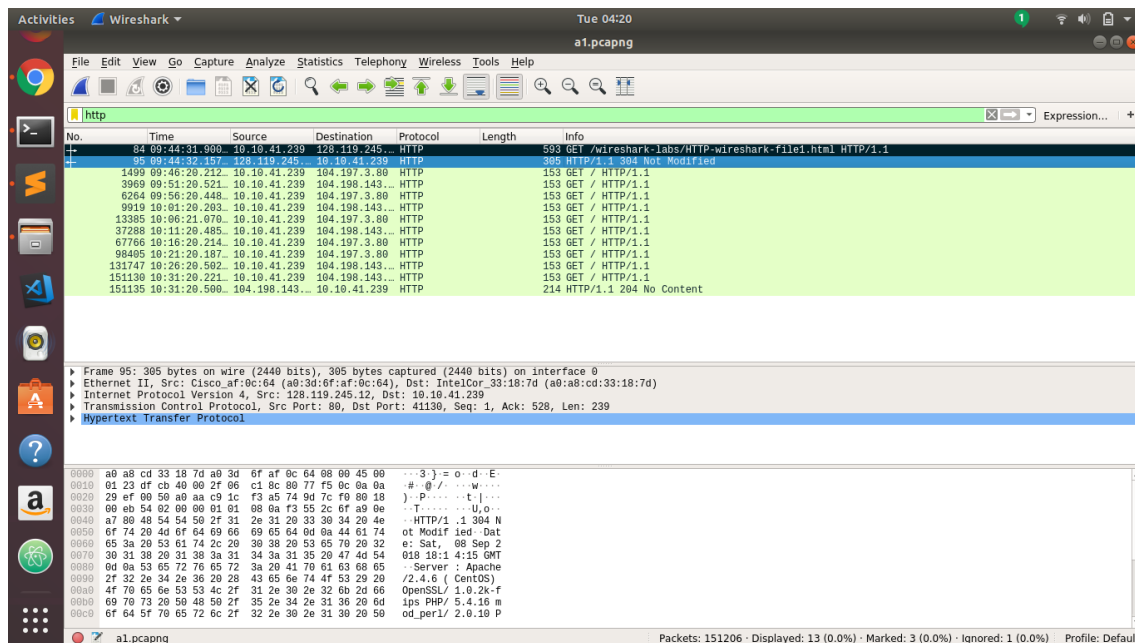 Activities Wireshark Tue 04:20 1
a1.pcapng
File Edit View Go Capture Analyze Statistics Telephony Wireless Tools Help
http Expression... +
No. Time Source Destination Protocol Length Info
84 09:44:31.900… 10.10.41.239 128.119.245.… HTTP 593 GET /wireshark-labs/HTTP-wireshark-file1.html HTTP/1.1
95 09:44:32.157… 128.119.245.… 10.10.41.239 HTTP 305 HTTP/1.1 304 Not Modified
1499 09:46:20.212… 10.10.41.239 104.197.3.80 HTTP 153 GET / HTTP/1.1
3969 09:51:20.521… 10.10.41.239 104.198.143.… HTTP 153 GET / HTTP/1.1
6264 09:56:20.448… 10.10.41.239 104.197.3.80 HTTP 153 GET / HTTP/1.1
9919 10:01:20.203… 10.10.41.239 104.198.143.… HTTP 153 GET / HTTP/1.1
13385 10:06:21.070… 10.10.41.239 104.197.3.80 HTTP 153 GET / HTTP/1.1
37288 10:11:20.485… 10.10.41.239 104.198.143.… HTTP 153 GET / HTTP/1.1
67766 10:16:20.214… 10.10.41.239 104.197.3.80 HTTP 153 GET / HTTP/1.1
98405 10:21:20.187… 10.10.41.239 104.197.3.80 HTTP 153 GET / HTTP/1.1
131747 10:26:20.502… 10.10.41.239 104.198.143.… HTTP 153 GET / HTTP/1.1
151130 10:31:20.221… 10.10.41.239 104.198.143.… HTTP 153 GET / HTTP/1.1
151135 10:31:20.500… 104.198.143.… 10.10.41.239 HTTP 214 HTTP/1.1 204 No Content
Frame 95: 305 bytes on wire (2440 bits), 305 bytes captured (2440 bits) on interface 0
Ethernet II, Src: Cisco_af:0c:64 (a0:3d:6f:af:0c:64), Dst: IntelCor_33:18:7d (a0:a8:cd:33:18:7d)
Internet Protocol Version 4, Src: 128.119.245.12, Dst: 10.10.41.239
Transmission Control Protocol, Src Port: 80, Dst Port: 41130, Seq: 1, Ack: 528, Len: 239
Hypertext Transfer Protocol
0000 a0 a8 cd 33 18 7d a0 3d 6f af 0c 64 08 00 45 00 ···3·}·= o··d··E·
0010 01 23 df cb 40 00 2f 06 c1 8c 80 77 f5 0c 0a 0a ·#··@·/· ···w····
0020 29 ef 00 50 a0 aa c9 1c f3 a5 74 9d 7c f0 80 18 )··P···· ··t·|···
0030 00 eb 54 02 00 00 01 01 08 0a f3 55 2c 6f a9 0e ··T····· ···U,o··
0040 a7 80 48 54 54 50 2f 31 2e 31 20 33 30 34 20 4e ··HTTP/1 .1 304 N
0050 6f 74 20 4d 6f 64 69 66 69 65 64 0d 0a 44 61 74 ot Modif ied··Dat
0060 65 3a 20 53 61 74 2c 20 30 38 20 53 65 70 20 32 e: Sat, 08 Sep 2
0070 30 31 38 20 31 38 3a 31 34 3a 31 35 20 47 4d 54 018 18:1 4:15 GMT
0080 0d 0a 53 65 72 76 65 72 3a 20 41 70 61 63 68 65 ··Server : Apache
0090 2f 32 2e 34 2e 36 20 28 43 65 6e 74 4f 53 29 20 /2.4.6 ( CentOS)
00a0 4f 70 65 6e 53 53 4c 2f 31 2e 30 2e 32 6b 2d 66 OpenSSL/ 1.0.2k-f
00b0 69 70 73 20 50 48 50 2f 35 2e 34 2e 31 36 20 6d ips PHP/ 5.4.16 m
00c0 6f 64 5f 70 65 72 6c 2f 32 2e 30 2e 31 30 20 50 od_perl/ 2.0.10 P
a1.pcapng Packets: 151206 · Displayed: 13 (0.0%) · Marked: 3 (0.0%) · Ignored: 1 (0.0%) Profile: Defau